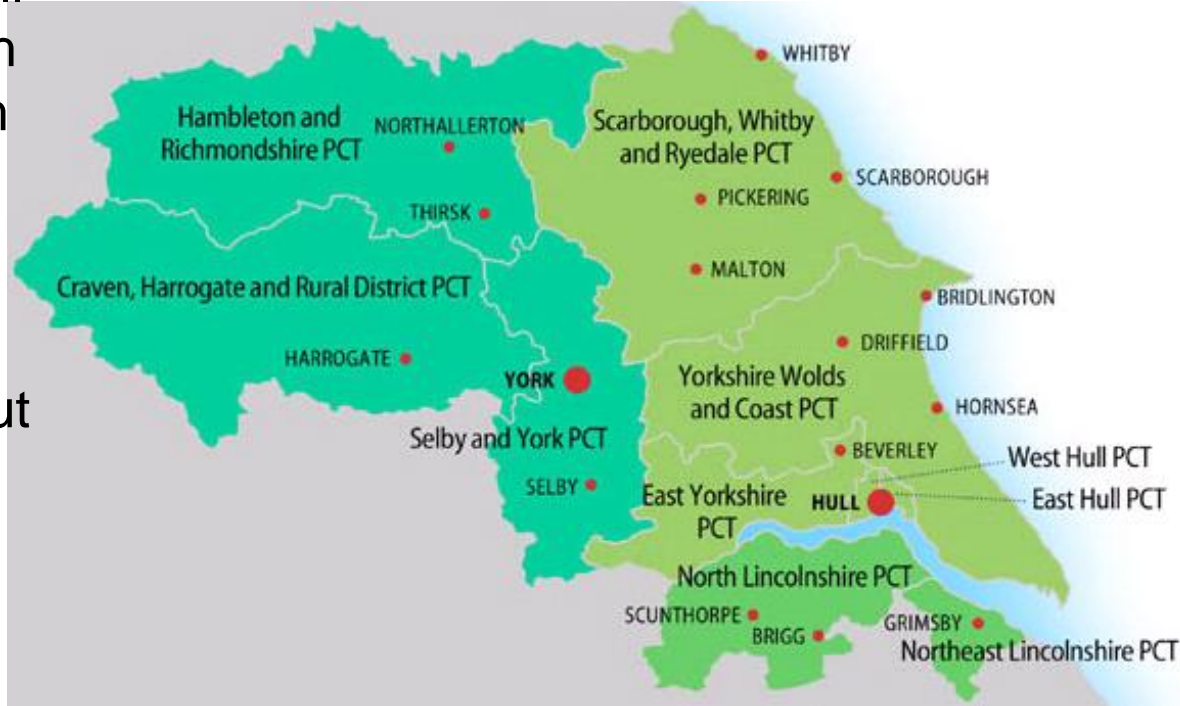 WHITBY
Hambleton and
Richmondshire PCT
NORTHALLERTON
Scarborough, Whitby
and Ryedale PCT
SCARBOROUGH
PICKERING
THIRSK
MALTON
Craven, Harrogate and Rural District PCT
BRIDLINGTON
DRIFFIELD
HARROGATE
YORK
Yorkshire Wolds
and Coast PCT
HORNSEA
Selby and York PCT
BEVERLEY
West Hull PCT
SELBY
East Yorkshire
PCT
HULL
East Hull PCT
North Lincolnshire PCT
SCUNTHORPE
BRIGG
GRIMSBY
Northeast Lincolnshire PCT